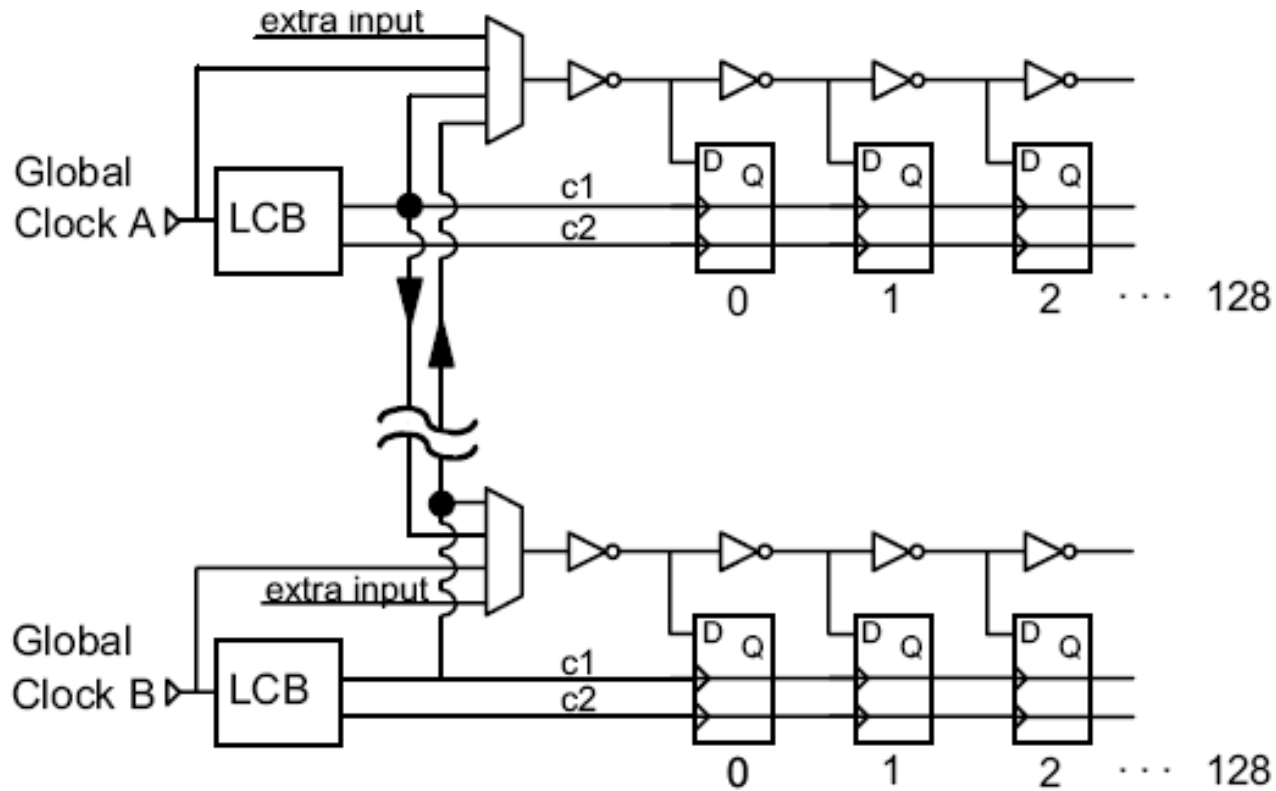 extra input
Global
Clock A
LCB
c1
c2
D
Q
D
Q
D
Q
0
1
2
· · ·
128
extra input
Global
Clock B
LCB
c1
c2
D
Q
D
Q
D
Q
0
1
2
· · ·
128